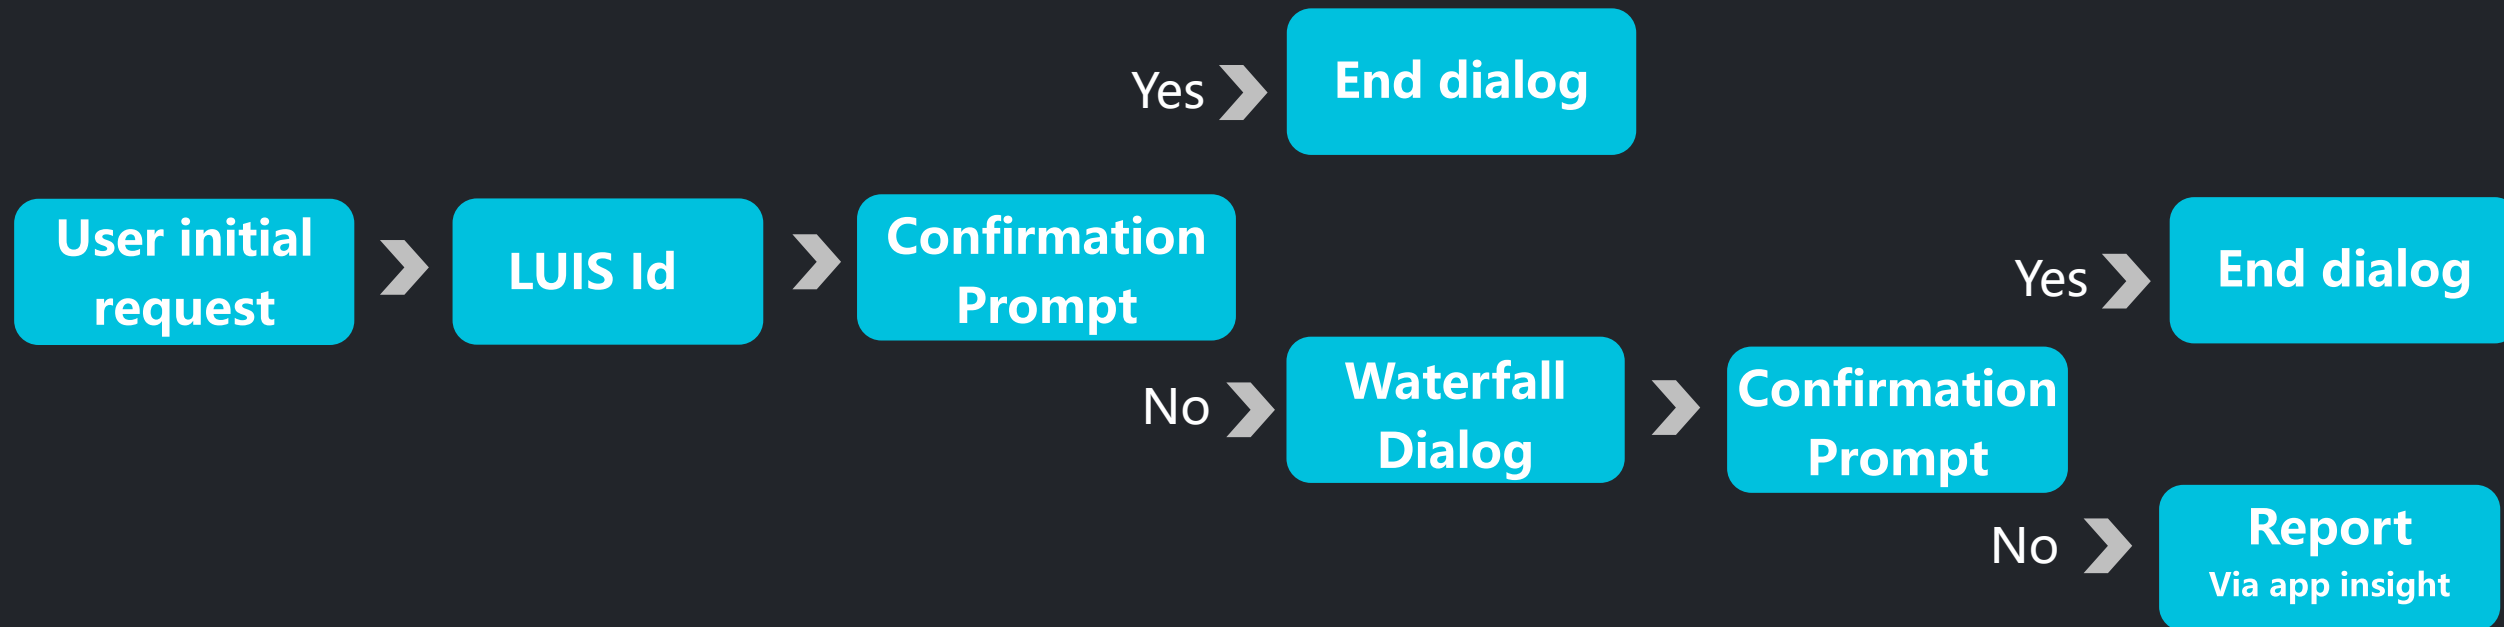 User initial
request
LUIS Id
Confirmation
Prompt
Yes
End dialog
No
Waterfall
Dialog
Confirmation
Prompt
Yes
End dialog
No
Report
Via app insight